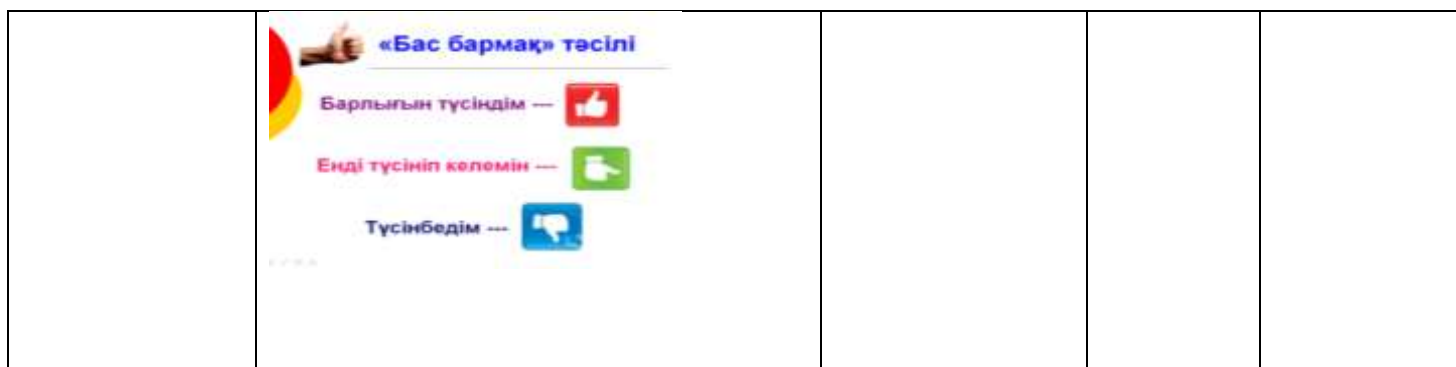 «Бас бармақ» тәсілі
Барлығын түсіндім ---
Енді түсініп келемін ---
Түсінбедім ---